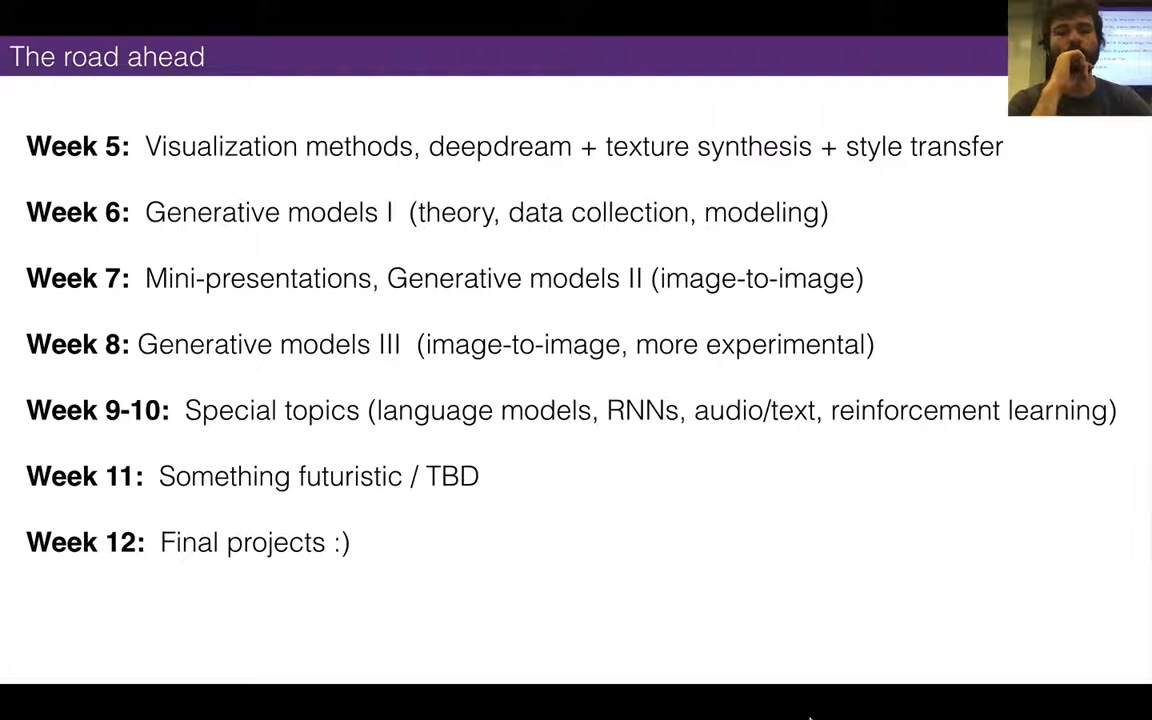 The road ahead
Week 5: Visualization methods, deepdream + texture synthesis + style transfer
Week 6: Generative models I (theory, data collection, modeling)
Week 7: Mini-presentations, Generative models II (image-to-image)
Week 8: Generative models III (image-to-image, more experimental)
Week 9-10: Special topics (language models, RNNs, audio/text, reinforcement learning)
Week 11: Something futuristic / TBD
Week 12: Final projects :)